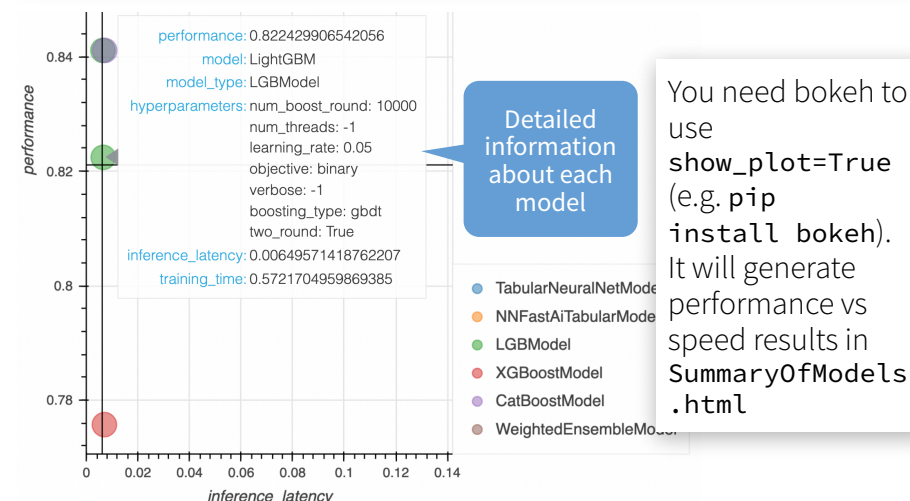 performance: 0.822429906542056
model: LightGBM
model_type: LGBModel
hyperparameters: num_boost_round: 10000
num_threads: -1
learning_rate: 0.05
objective: binary
verbose: -1
boosting_type: gbdt
two_round: True
inference_latency: 0.00649571418762207
training_time: 0.5721704959869385
performance
0.84
0.82
0.8
0.78
0
0.02
0.04
0.06
0.08
0.1
0.12
0.14
inference_latency
Detailed
information
about each
model
TabularNeuralNetMode
NNFastAiTabularMode
LGBModel
XGBoostModel
CatBoostModel
WeightedEnsembleModel
You need bokeh to
use
show_plot=True
(e.g. pip
install bokeh).
It will generate
performance vs
speed results in
SummaryOfModels
.html